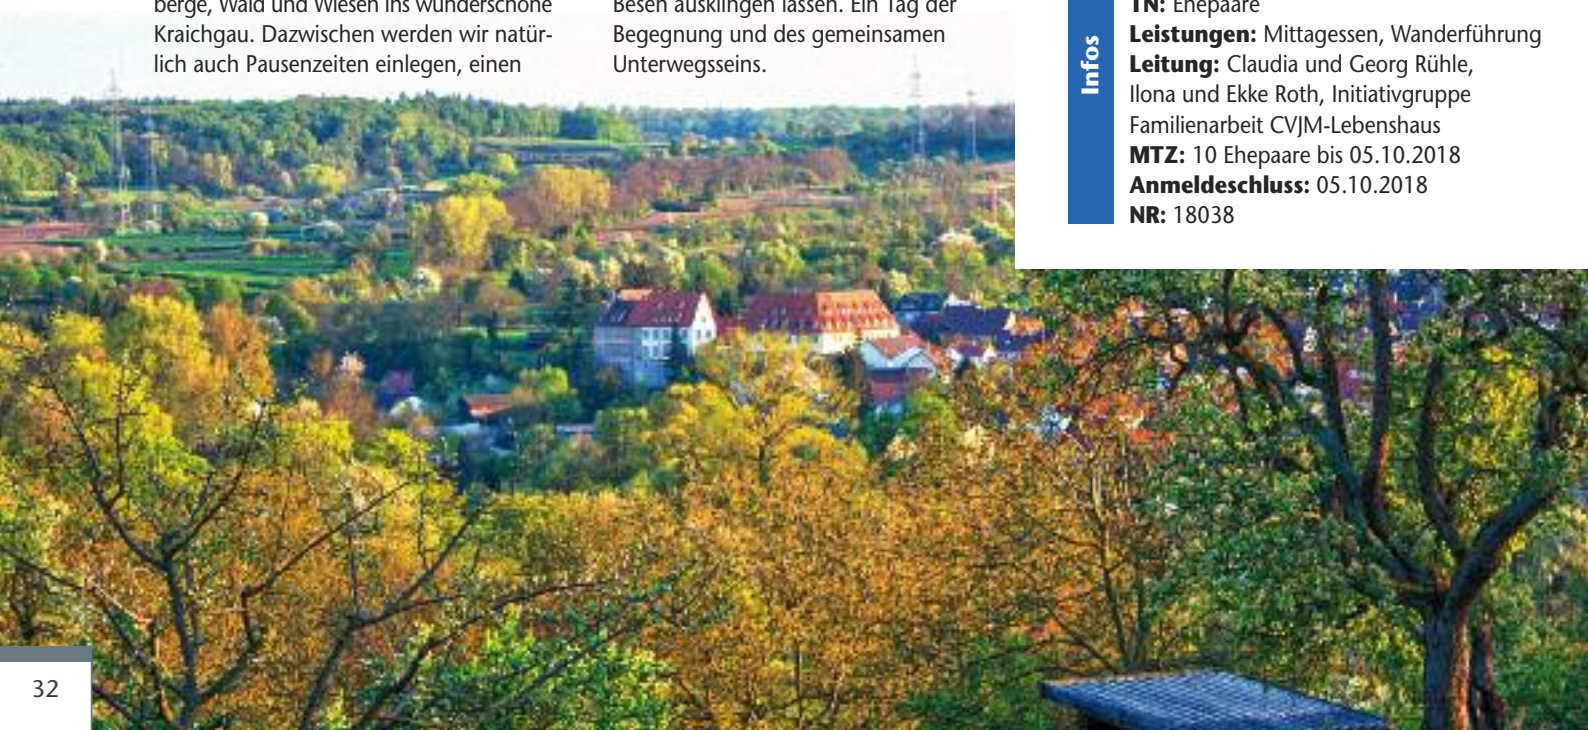 berge, Wald und Wiesen ins wunderschöne
Kraichgau. Dazwischen werden wir natür-
lich auch Pausenzeiten einlegen, einen
Besen ausklingen lassen. Ein Tag der
Begegnung und des gemeinsamen
Unterwegsseins.
Infos
TN: Ehepaare
Leistungen: Mittagessen, Wanderführung
Leitung: Claudia und Georg Rühle,
Ilona und Ekke Roth, Initiativgruppe
Familienarbeit CVJM-Lebenshaus
MTZ: 10 Ehepaare bis 05.10.2018
Anmeldeschluss: 05.10.2018
NR: 18038
32